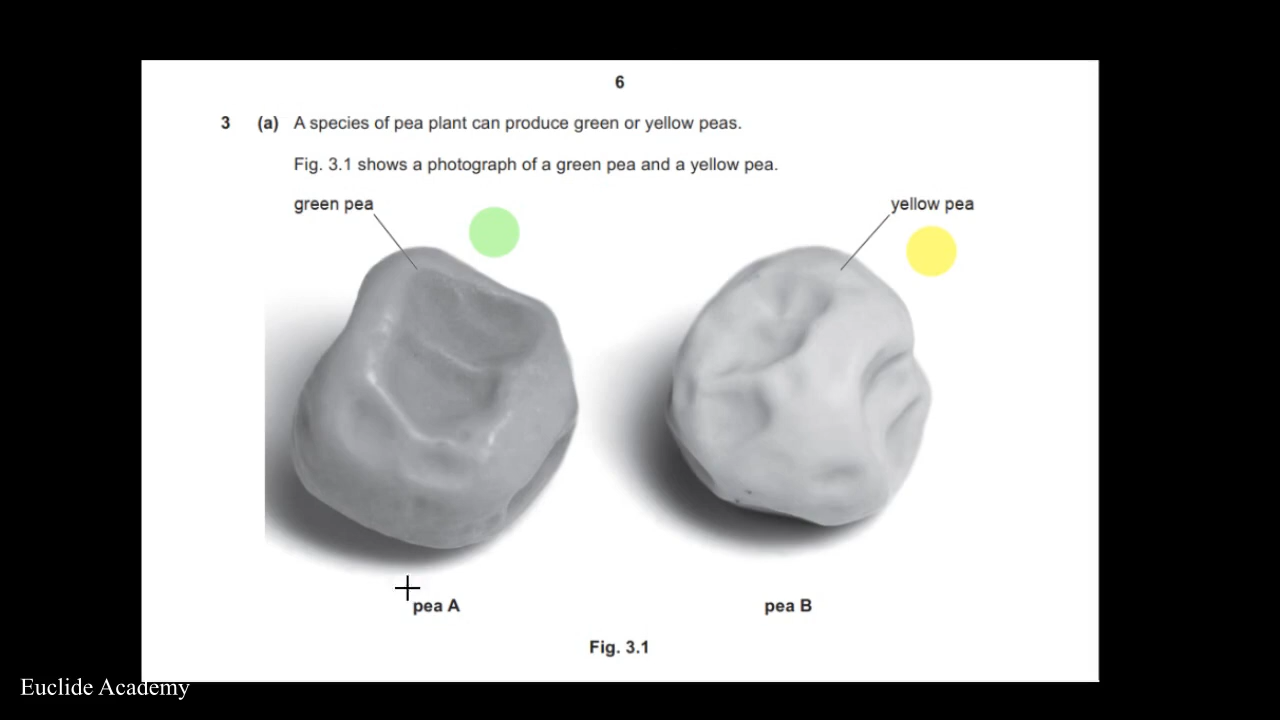 6
3 (a) A species of pea plant can produce green or yellow peas.
Fig. 3.1 shows a photograph of a green pea and a yellow pea.
green pea
yellow pea
pea A
pea B
Fig. 3.1
Euclide Academy